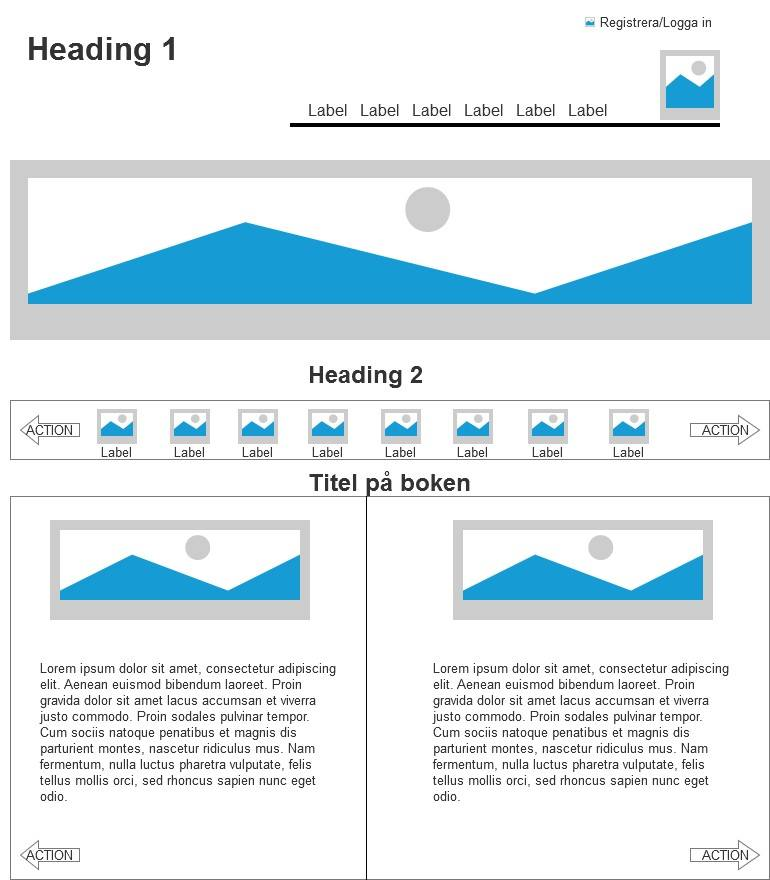 Registrera/Logga in
Heading 1
Label Label Label Label Label Label
Heading 2
ACTION ACTION
Label Label Label Label Label Label Label Label
Titel på boken
Lorem ipsum dolor sit amet, consectetur adipiscing
elit. Aenean euismod bibendum laoreet. Proin
gravida dolor sit amet lacus accumsan et viverra
justo commodo. Proin sodales pulvinar tempor.
Cum sociis natoque penatibus et magnis dis
parturient montes, nascetur ridiculus mus. Nam
fermentum, nulla luctus pharetra vulputate, felis
tellus mollis orci, sed rhoncus sapien nunc eget
odio.
Lorem ipsum dolor sit amet, consectetur adipiscing
elit. Aenean euismod bibendum laoreet. Proin
gravida dolor sit amet lacus accumsan et viverra
justo commodo. Proin sodales pulvinar tempor.
Cum sociis natoque penatibus et magnis dis
parturient montes, nascetur ridiculus mus. Nam
fermentum, nulla luctus pharetra vulputate, felis
tellus mollis orci, sed rhoncus sapien nunc eget
odio.
ACTION ACTION